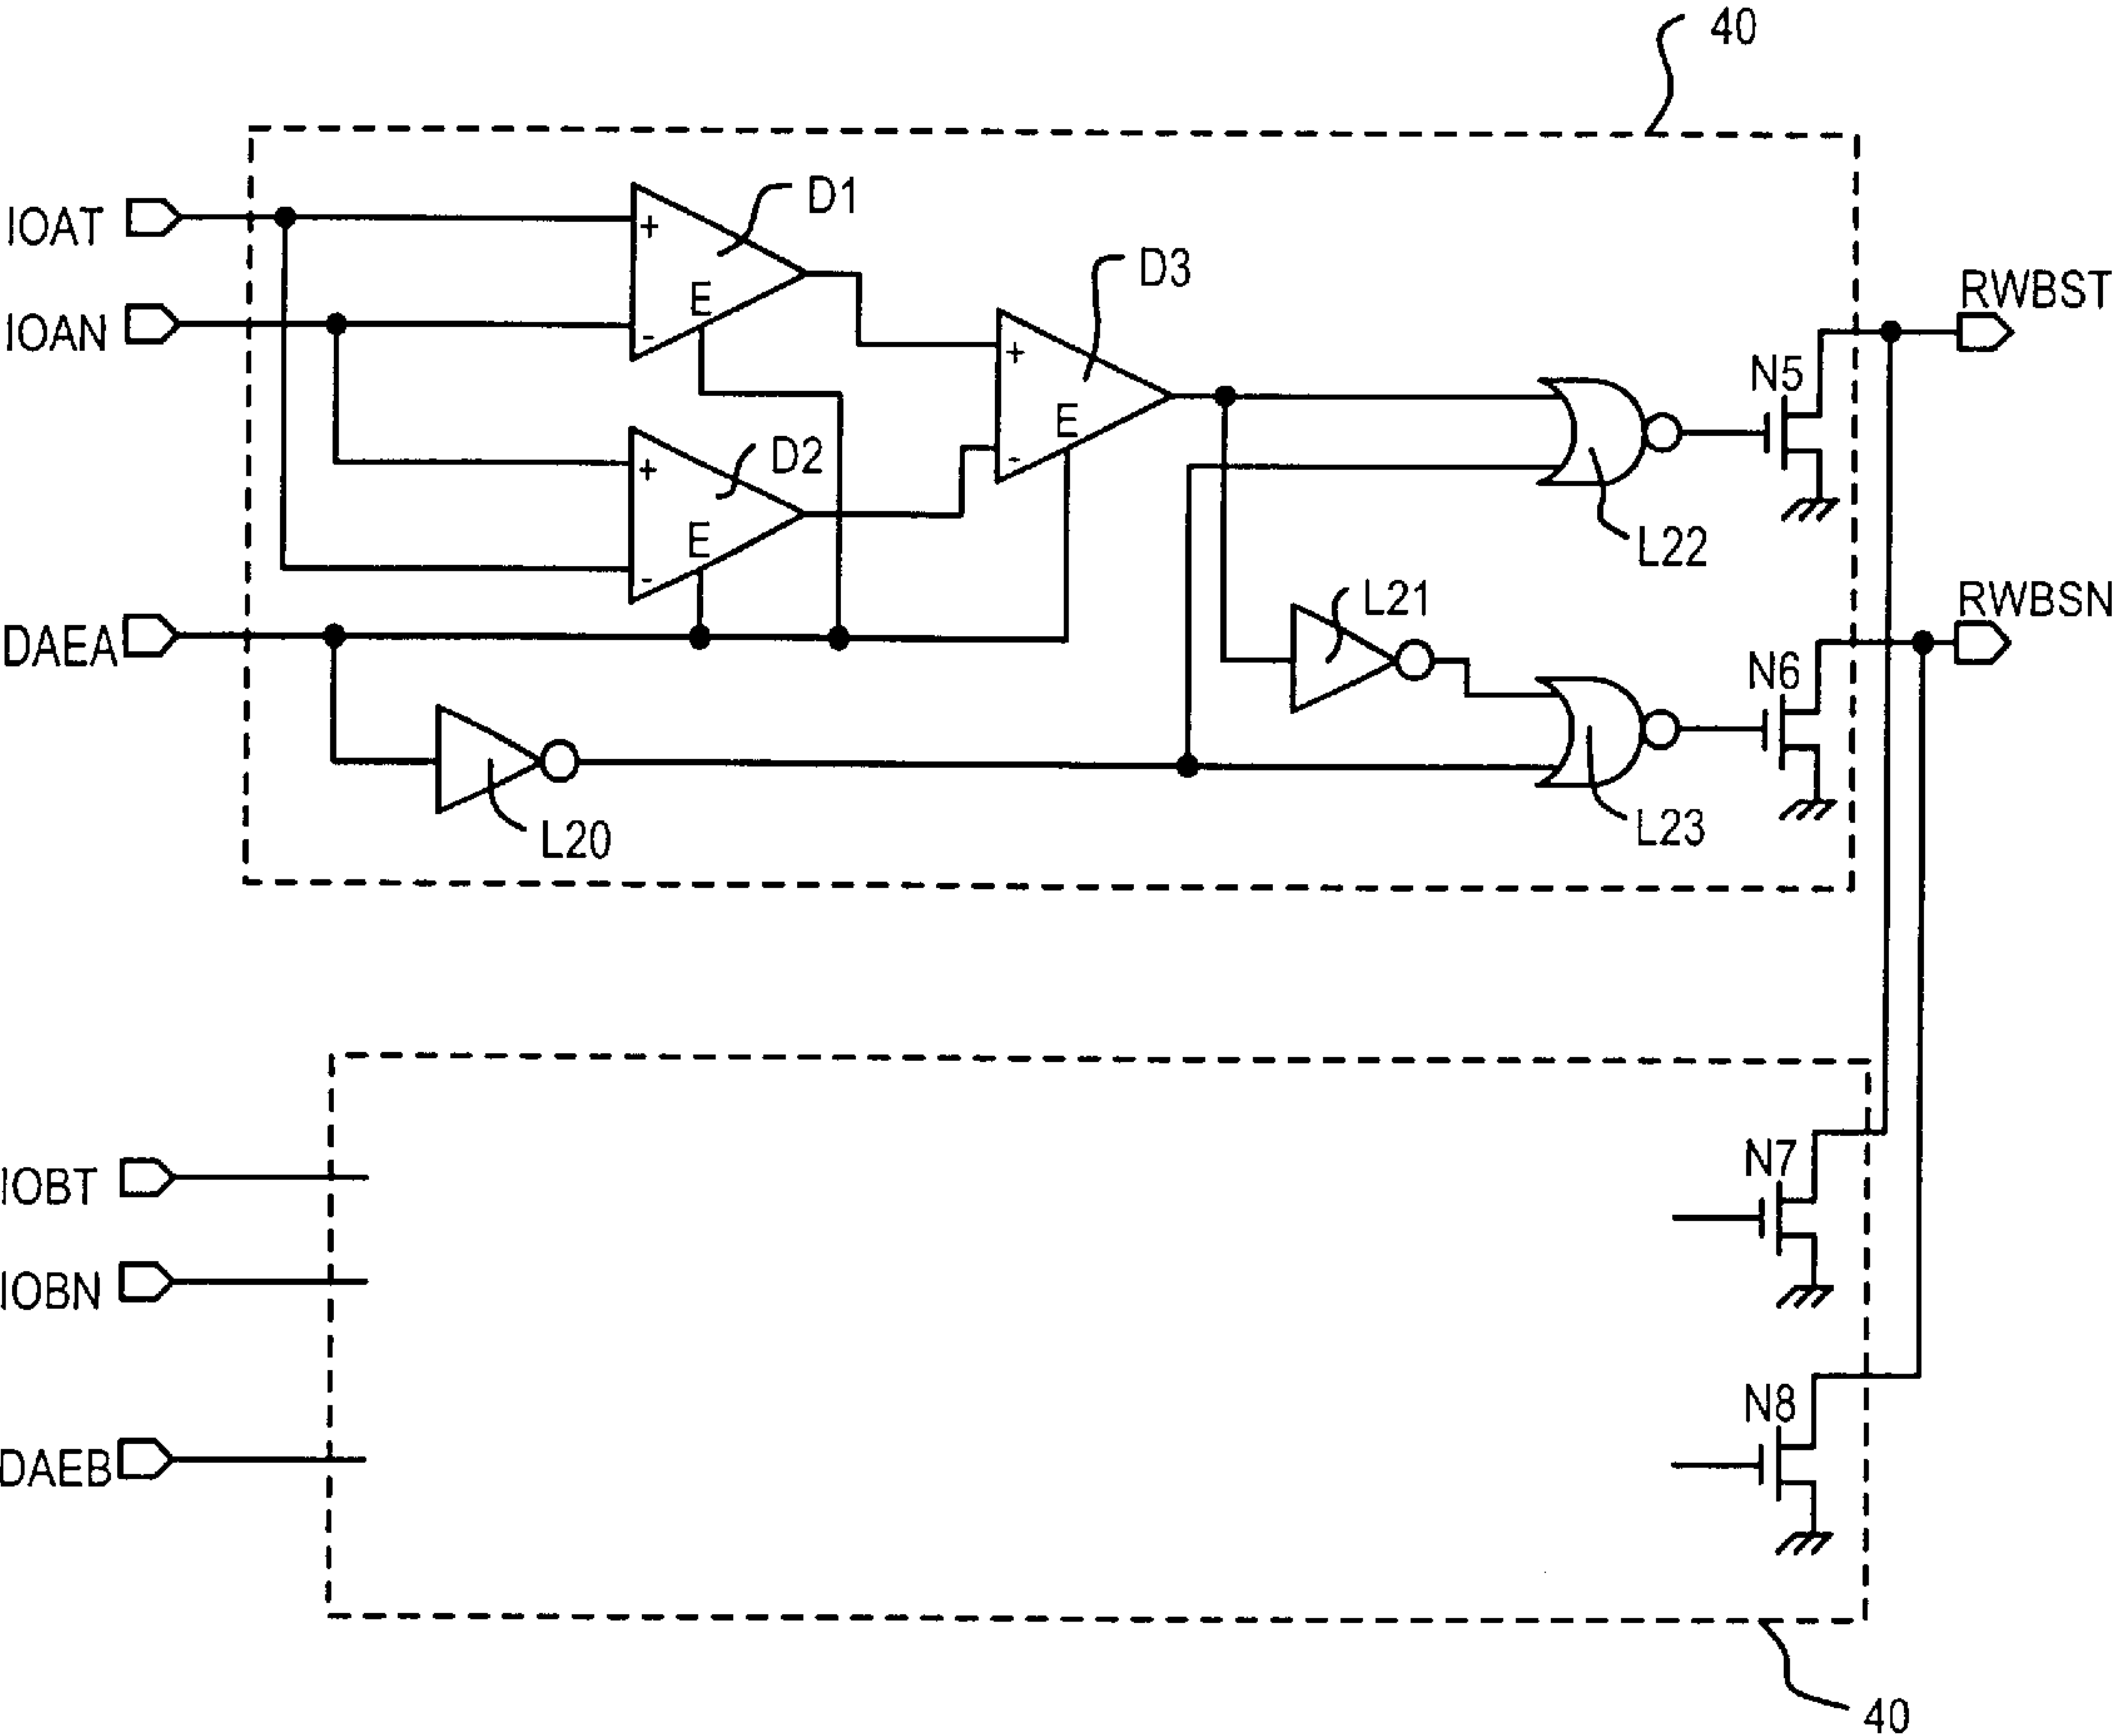 40
IOAT
+
D1
E
-
IOAN
D3
RWBST
+
E
-
N5
+
D2
E
-
L22
DAEA
L21
RWBSN
N6
L20
L23
IOBT
N7
IOBN
N8
DAEB
40